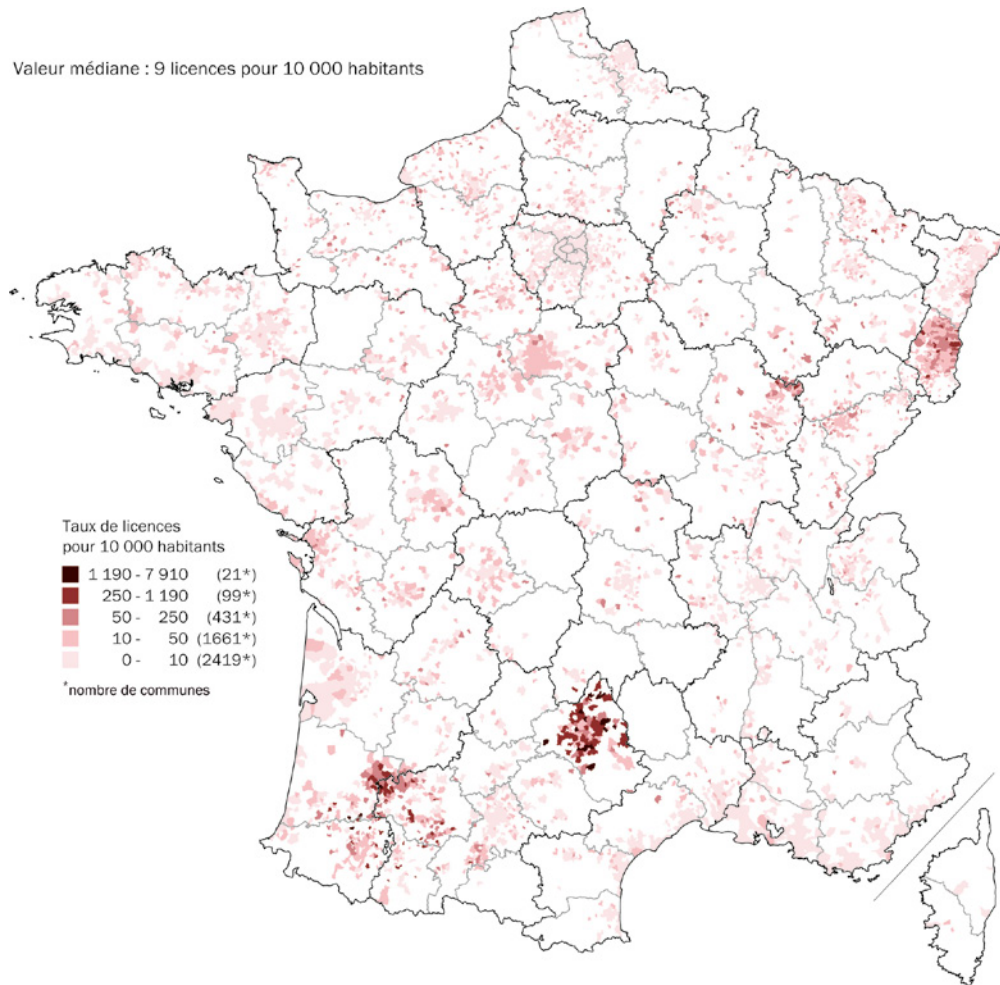 Valeur médiane : 9 licences pour 10 000 habitants
Taux de licences
pour 10 000 habitants
1 190 - 7 910 (21*)
250 - 1 190 (99*)
50 - 250 (431*)
10 - 50 (1661*)
0 - 10 (2419*)
*nombre de communes